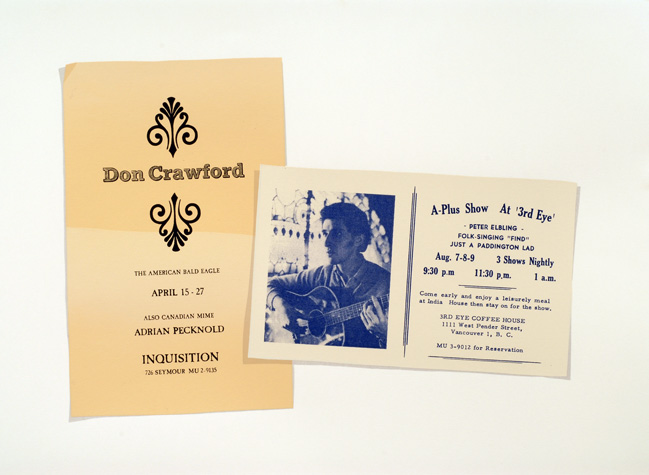 Don Crawford
THE AMERICAN BALD EAGLE
APRIL 15 - 27
ALSO CANADIAN MIME
ADRIAN PECKNOLD
INQUISITION
726 SEYMOUR MU 2-9135
A-Plus Show At '3rd Eye'
- PETER ELBLING -
FOLK-SINGING "FIND"
JUST A PADDINGTON LAD
Aug. 7-8-9 3 Shows Nightly
9:30 p.m 11:30 p.m. 1 a.m.
Come early and enjoy a leisurely meal
at India House then stay on for the show.
3RD EYE COFFEE HOUSE
1111 West Pender Street,
Vancouver 1, B. C.
MU 3-9012 for Reservation